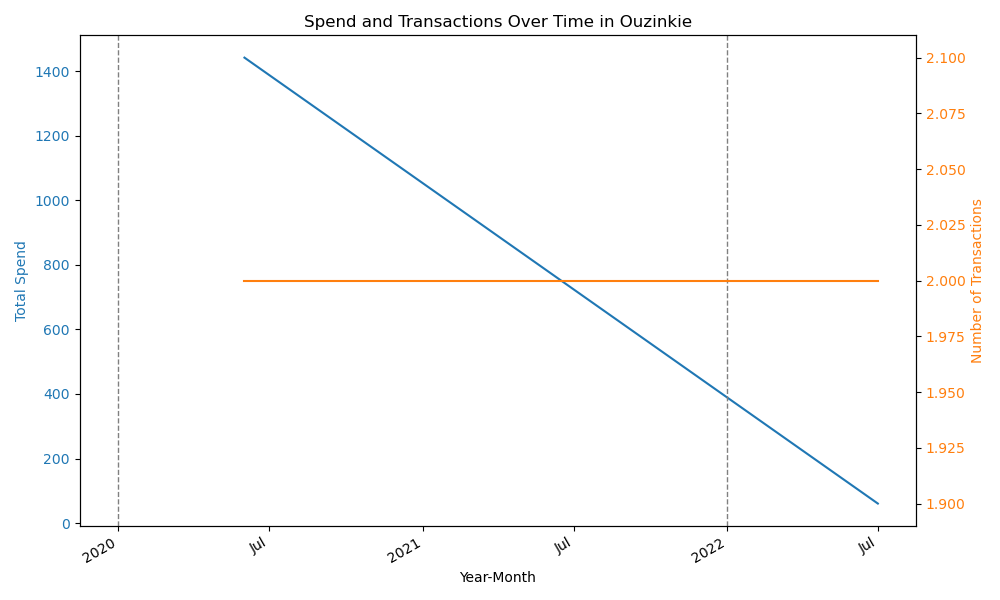 Spend and Transactions Over Time in Ouzinkie
Total Spend
1400
1200
1000
800
600
400
200
0
2.100
2.075
2.050
2.025
2.000
1.975
1.950
1.925
1.900
Number of Transactions
2020
Jul
2021
Jul
2022
Jul
Year-Month